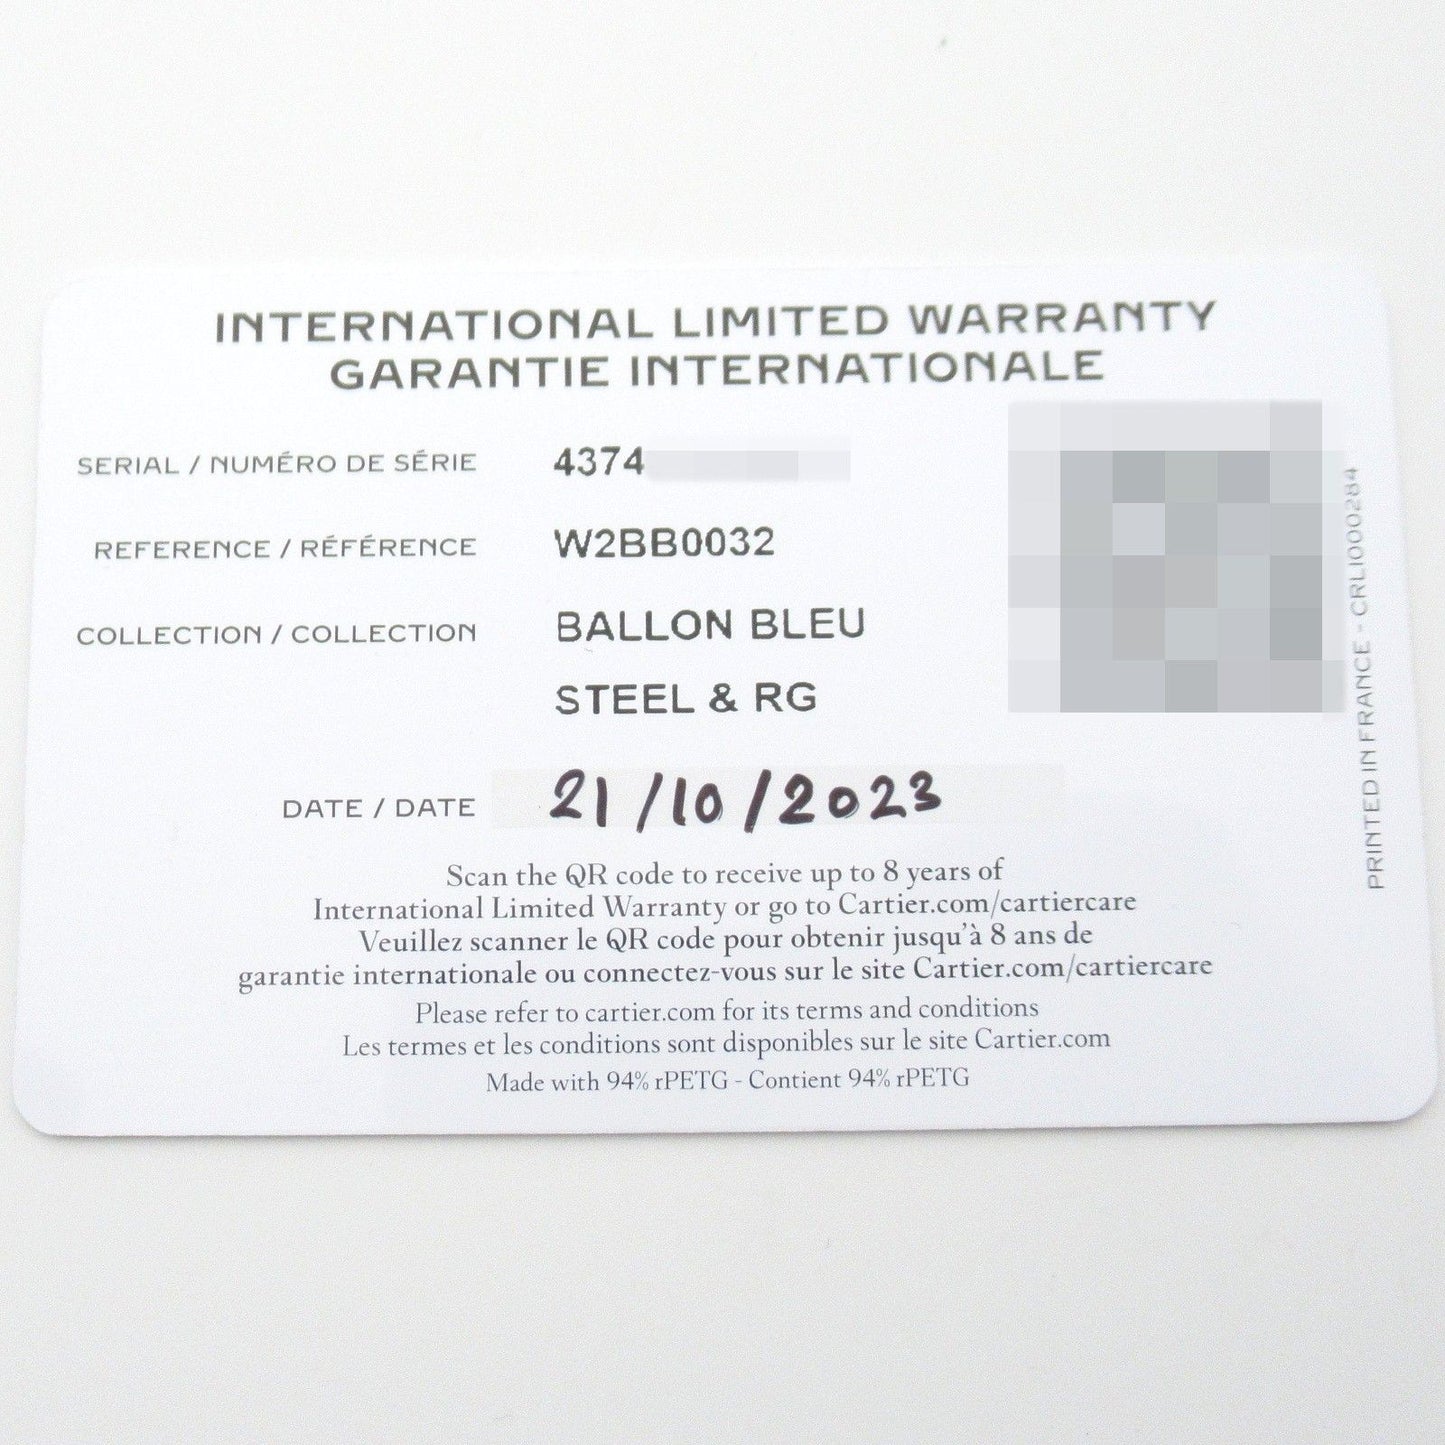 INTERNATIONAL LIMITED WARRANTY
GARANTIE INTERNATIONALE
SERIAL / NUMÉRO DE SÉRIE 4374
REFERENCE / RÉFÉRENCE W2BB0032
COLLECTION / COLLECTION BALLON BLEU
STEEL & RG
DATE / DATE 21/10/2023
Scan the QR code to receive up to 8 years of
International Limited Warranty or go to Cartier.com/cartiercare
Veuillez scanner le QR code pour obtenir jusqu'à 8 ans de
garantie internationale ou connectez-vous sur le site Cartier.com/cartiercare
Please refer to cartier.com for its terms and conditions
Les termes et les conditions sont disponibles sur le site Cartier.com
Made with 94% rPETG - Contient 94% rPETG
PRINTED IN FRANCE - CRL1000284